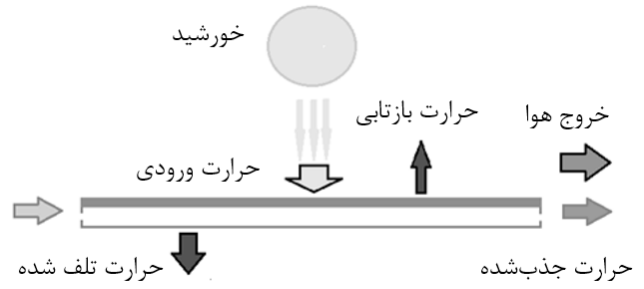 خورشید
حرارت بازتابی
خروج هوا
حرارت ورودی
حرارت تلف شده
حرارت جذب‌شده